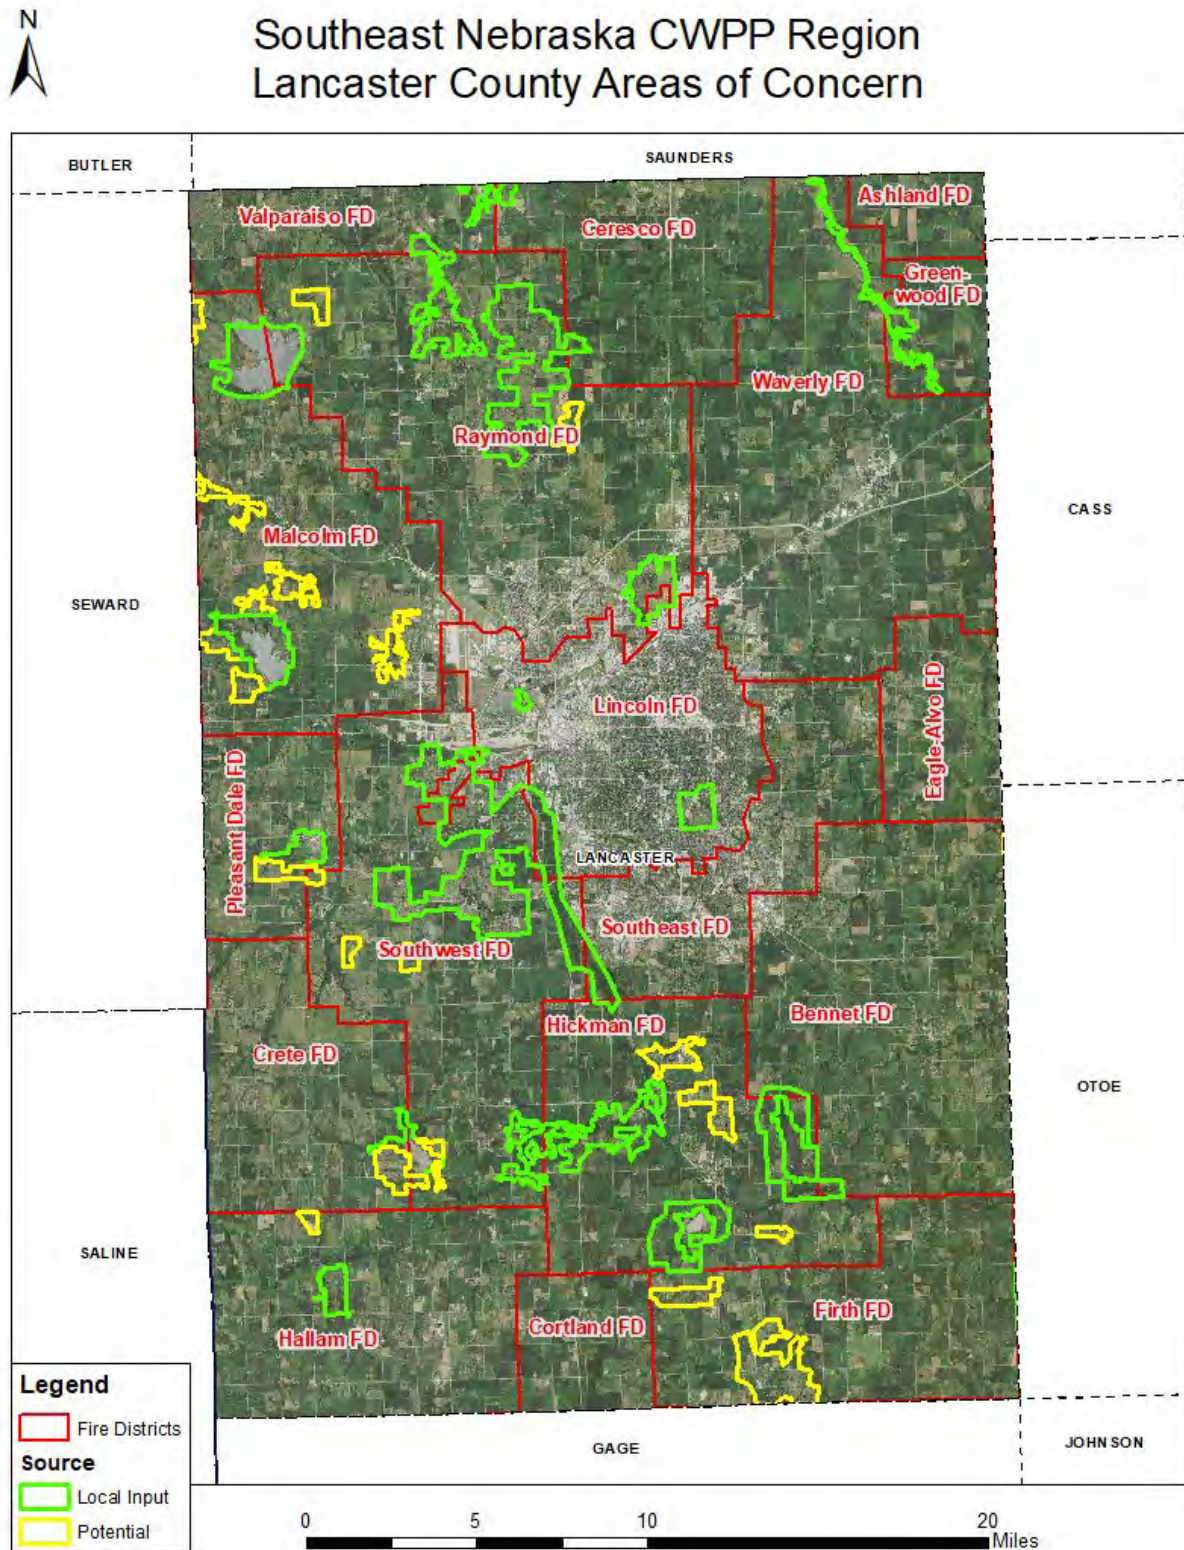 N
Southeast Nebraska CWPP Region
Lancaster County Areas of Concern
BUTLER
SAUNDERS
Valparaiso FD
Ceresco FD
Ashland FD
Green-
wood FD
Waverly FD
Raymond FD
CASS
Malcolm FD
SEWARD
Lincoln FD
Eagle-Alvo FD
Pleasant Dale FD
LANCASTER
Southeast FD
Southwest FD
Bennet FD
Hickman FD
Crete FD
OTOE
SALINE
Firth FD
Cortland FD
Hallam FD
Legend
Fire Districts
Source
Local Input
Potential
GAGE
JOHNSON
0 5 10 20
Miles